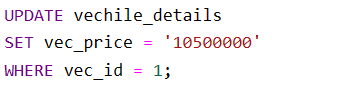 UPDATE vechile_details
SET vec_price = '10500000'
WHERE vec_id = 1;